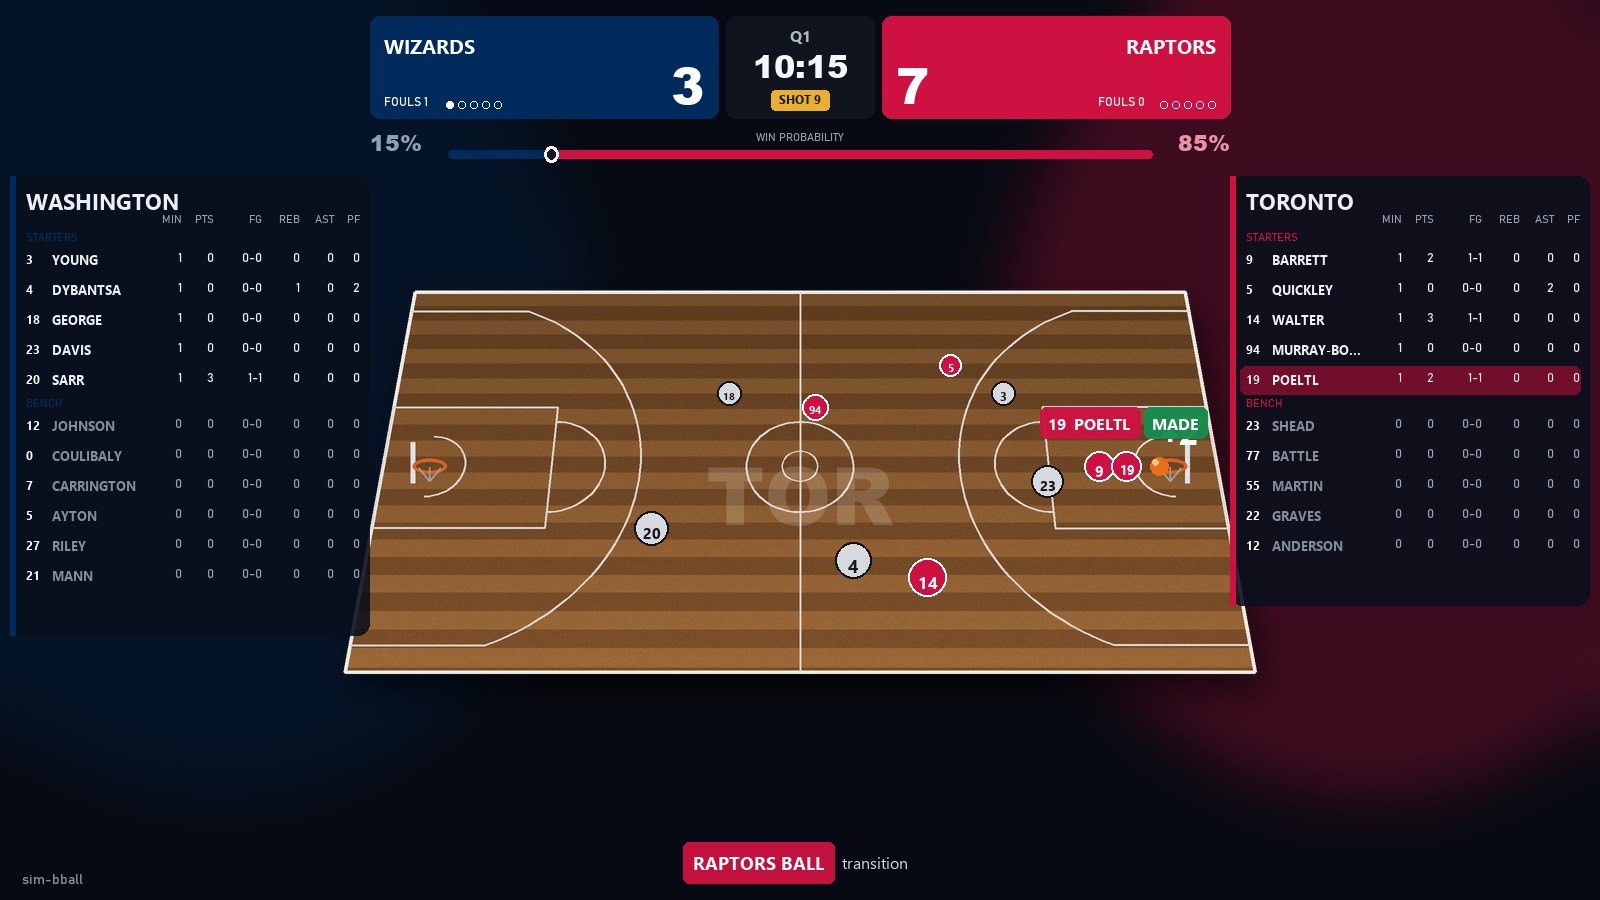 WIZARDS
3
FOULS 1
Q1
10:15
SHOT 9
RAPTORS
7
FOULS 0
15%
WIN PROBABILITY
85%
WASHINGTON
MIN PTS FG REB AST PF
STARTERS
3 YOUNG 1 0 0-0 0 0 0
4 DYBANTSA 1 0 0-0 1 0 2
18 GEORGE 1 0 0-0 0 0 0
23 DAVIS 1 0 0-0 0 0 0
20 SARR 1 3 1-1 0 0 0
BENCH
12 JOHNSON 0 0 0-0 0 0 0
0 COULIBALY 0 0 0-0 0 0 0
7 CARRINGTON 0 0 0-0 0 0 0
5 AYTON 0 0 0-0 0 0 0
27 RILEY 0 0 0-0 0 0 0
21 MANN 0 0 0-0 0 0 0
TORONTO
MIN PTS FG REB AST PF
STARTERS
9 BARRETT 1 2 1-1 0 0 0
5 QUICKLEY 1 0 0-0 0 2 0
14 WALTER 1 3 1-1 0 0 0
94 MURRAY-BO... 1 0 0-0 0 0 0
19 POELTL 1 2 1-1 0 0 0
BENCH
23 SHEAD 0 0 0-0 0 0 0
77 BATTLE 0 0 0-0 0 0 0
55 MARTIN 0 0 0-0 0 0 0
22 GRAVES 0 0 0-0 0 0 0
12 ANDERSON 0 0 0-0 0 0 0
5
18
3
94
19 POELTL MADE
9
19
23
TOR
20
4
14
RAPTORS BALL transition
sim-bball